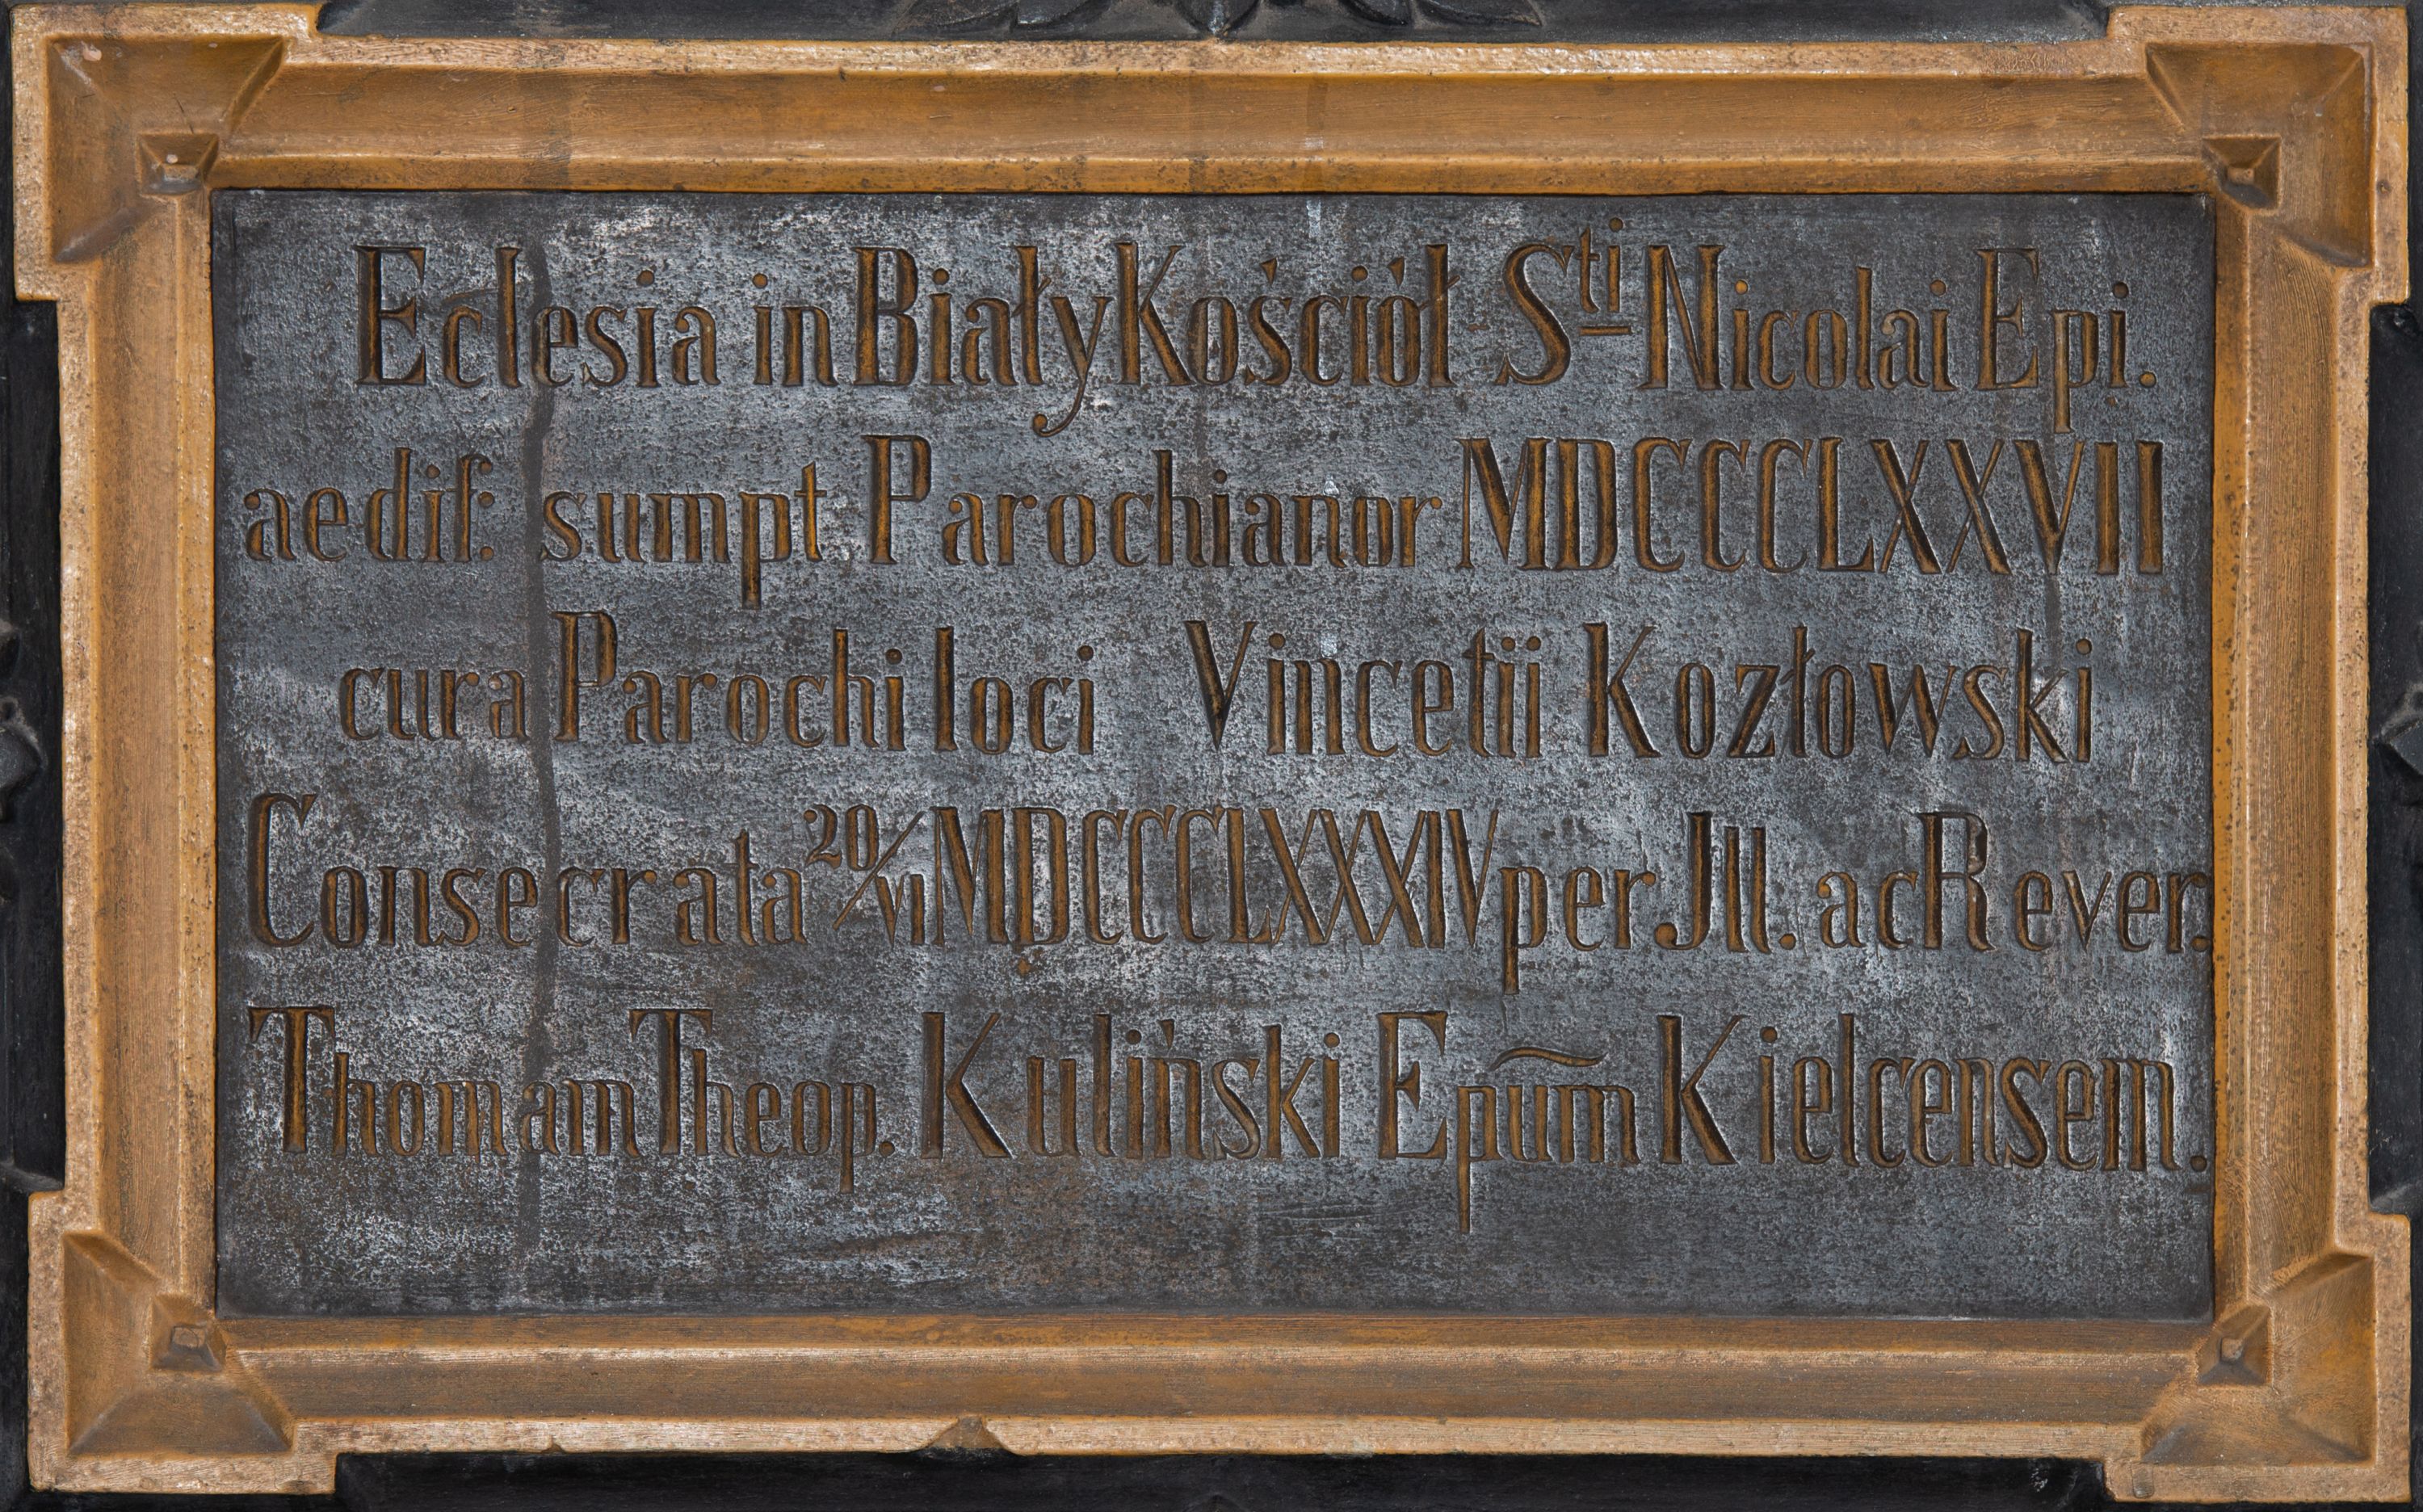 Eclesia in Biały Kościół Sti Nicolai Epi.
aedif: sumpt. Parochianor MDCCCLXXVII
cura Parochi loci Vincetii Kozłowski
Consecrata 20/VI MDCCCLXXXIV per Jll. ac Rever.
Thomam Theop. Kuliński Epum̃ Kielcensem.